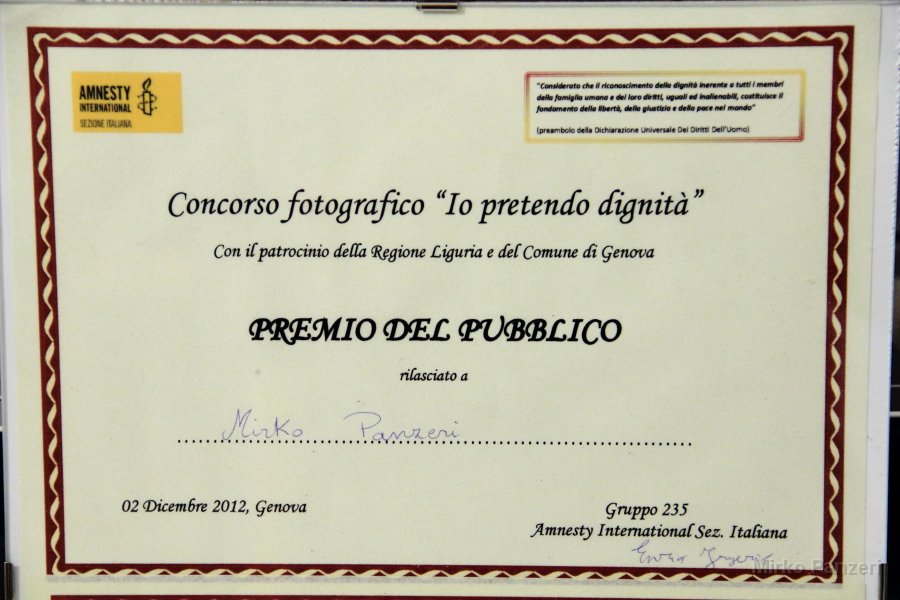 AMNESTY
INTERNATIONAL
SEZIONE ITALIANA
"Considerato che il riconoscimento della dignità inerente a tutti i membri
della famiglia umana e dei loro diritti, uguali ed inalienabili, costituisce il
fondamento della libertà, della giustizia e della pace nel mondo"
(preambolo della Dichiarazione Universale Dei Diritti Dell'Uomo)
Concorso fotografico “Io pretendo dignità”
Con il patrocinio della Regione Liguria e del Comune di Genova
PREMIO DEL PUBBLICO
rilasciato a
Mirko Panzeri
02 Dicembre 2012, Genova
Gruppo 235
Amnesty International Sez. Italiana
Mirko Panzeri